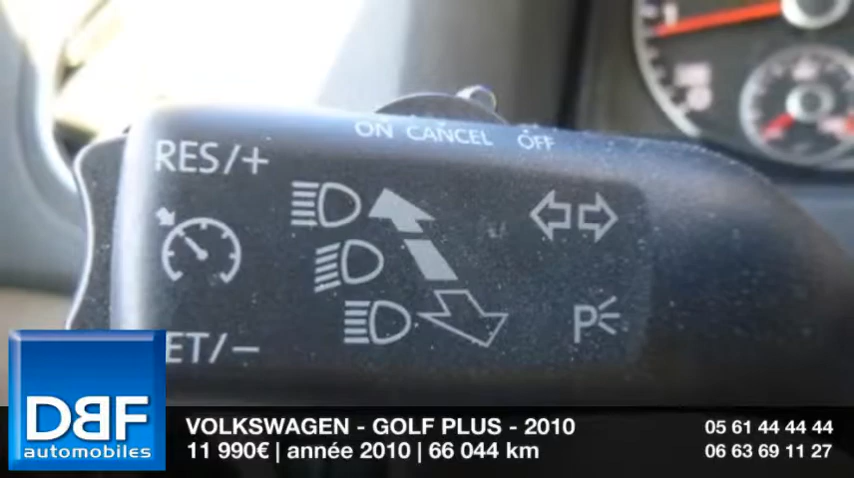 ON CANCEL OFF
RES/+
ET/-
P
DBF
automobiles
VOLKSWAGEN - GOLF PLUS - 2010
11 990€ | année 2010 | 66 044 km
05 61 44 44 44
06 63 69 11 27